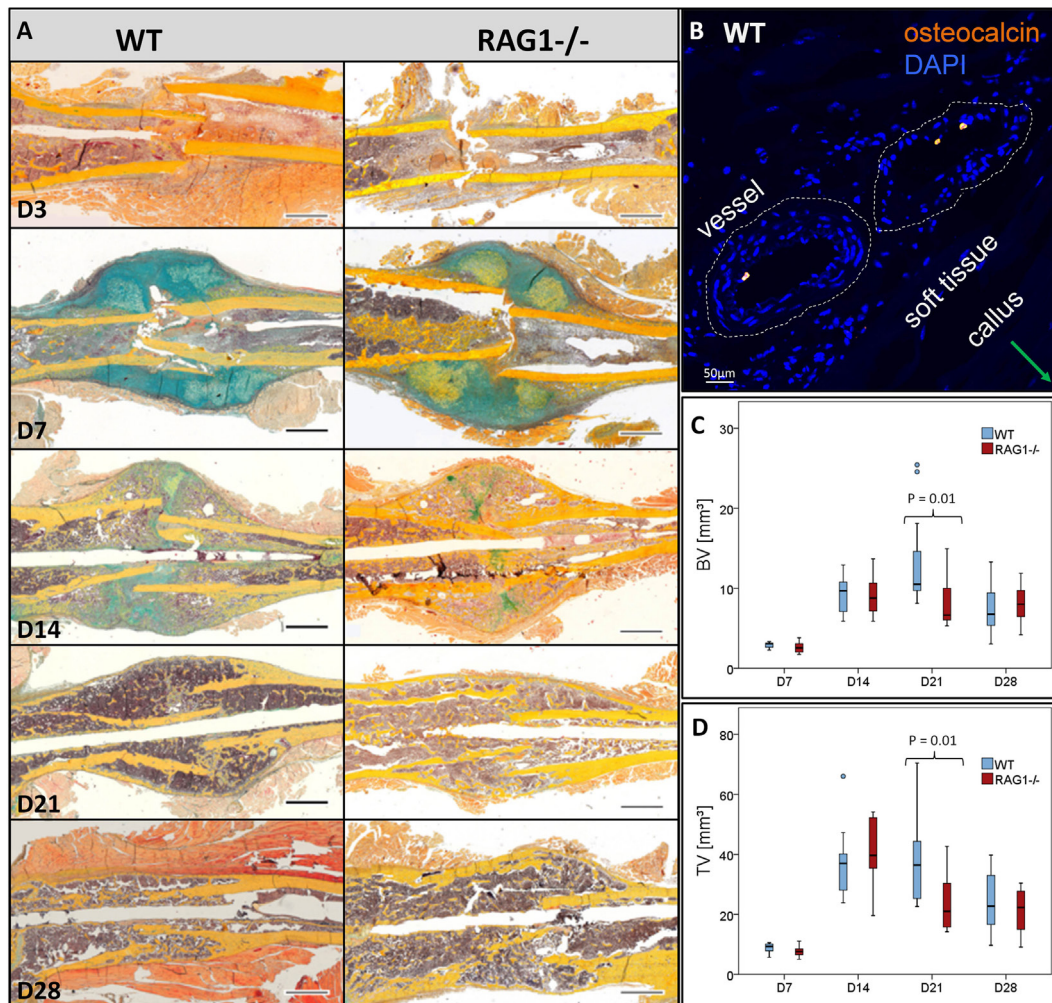 A
WT
RAG1-/-
D3
D7
D14
D21
D28
B
WT
osteocalcin
DAPI
vessel
soft tissue
callus
50µm
C
30
20
10
0
BV [mm³]
WT
RAG1-/-
P = 0.01
D7 D14 D21 D28
D
80
60
40
20
0
TV [mm³]
WT
RAG1-/-
P = 0.01
D7 D14 D21 D28